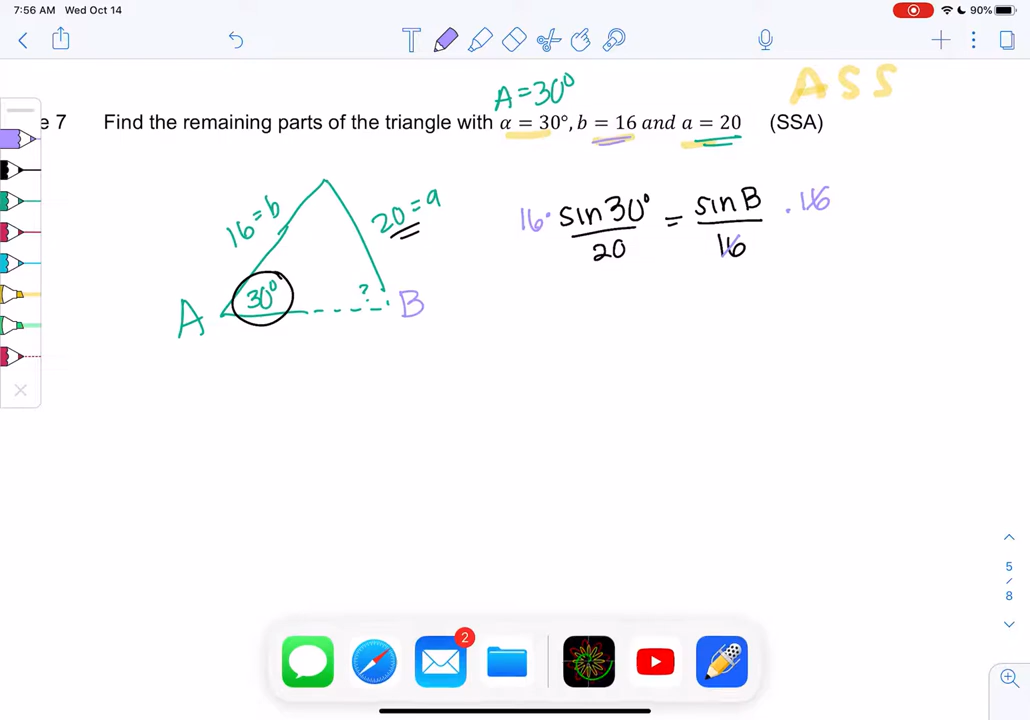 7:56 AM Wed Oct 14
90%
T
A = 30°
A S S
e 7 Find the remaining parts of the triangle with α = 30°, b = 16 and a = 20 (SSA)
16 = b
20 = a
16 · sin 30° / 20 = sin B / 16 · 16
30°
?
A
B
5
/
8
2